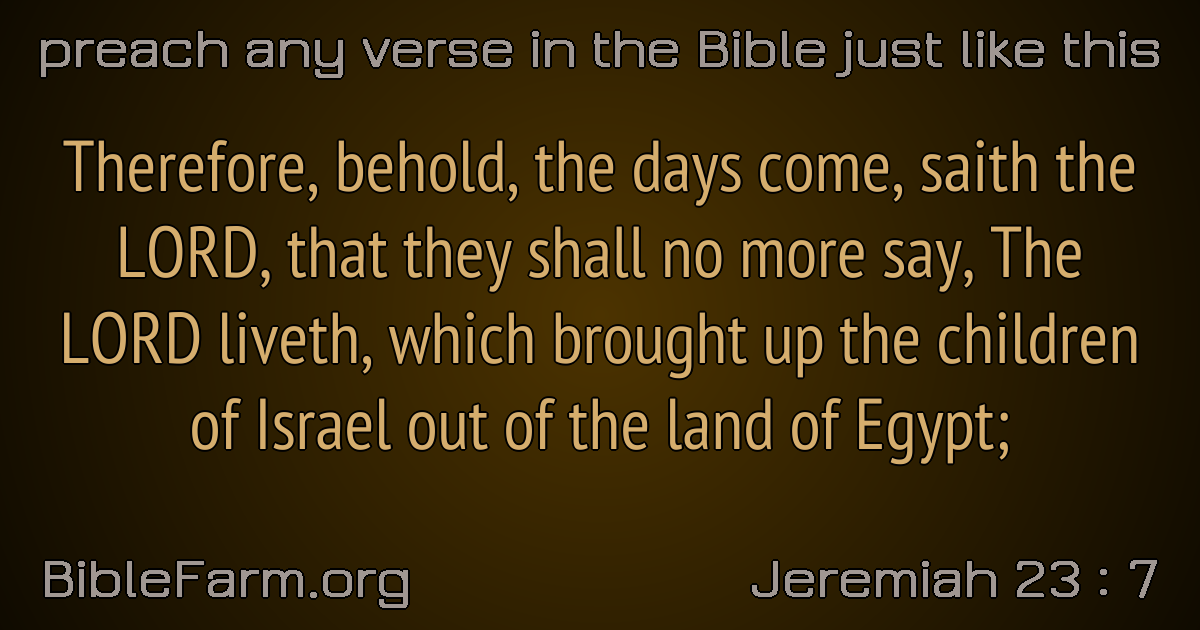 preach any verse in the Bible just like this
Therefore, behold, the days come, saith the
LORD, that they shall no more say, The
LORD liveth, which brought up the children
of Israel out of the land of Egypt;
BibleFarm.org
Jeremiah 23 : 7